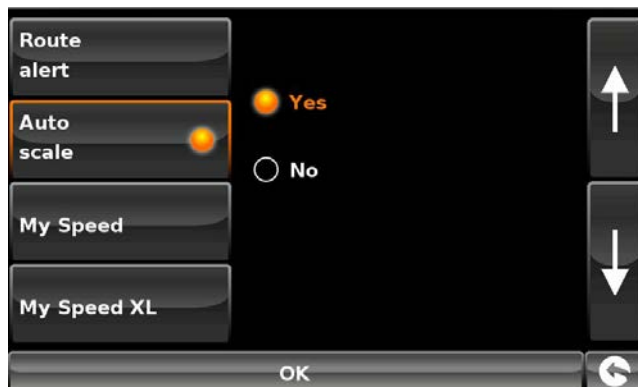 Route
alert
Auto
scale
Yes
No
My Speed
My Speed XL
OK